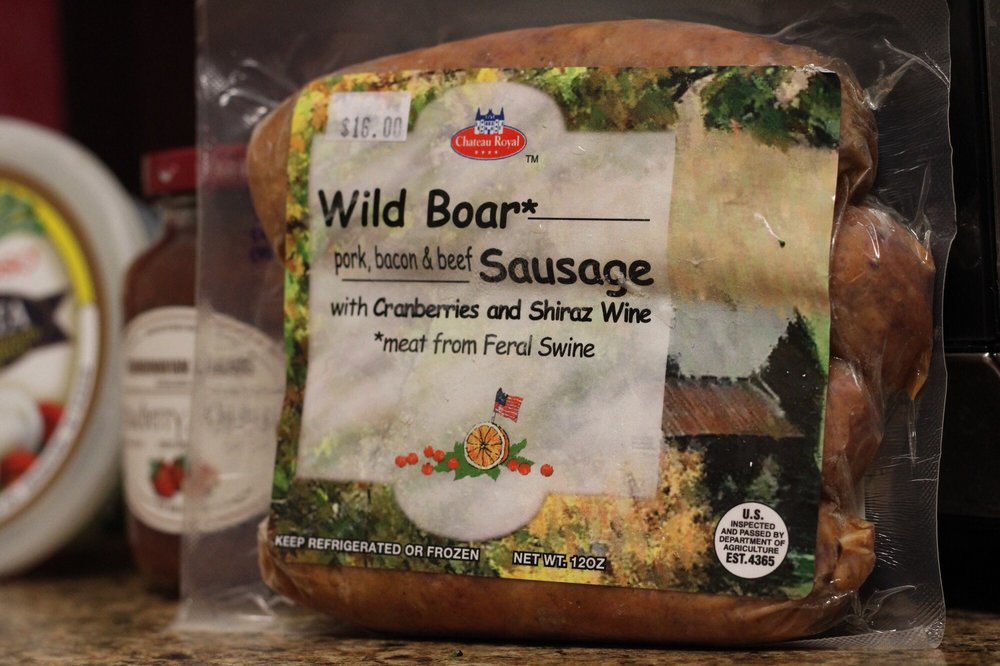 $16.00
Chateau Royal
TM
Wild Boar*
pork, bacon & beef Sausage
with Cranberries and Shiraz Wine
*meat from Feral Swine
KEEP REFRIGERATED OR FROZEN
NET WT. 12OZ
U.S.
INSPECTED
AND PASSED BY
DEPARTMENT OF
AGRICULTURE
EST.4365